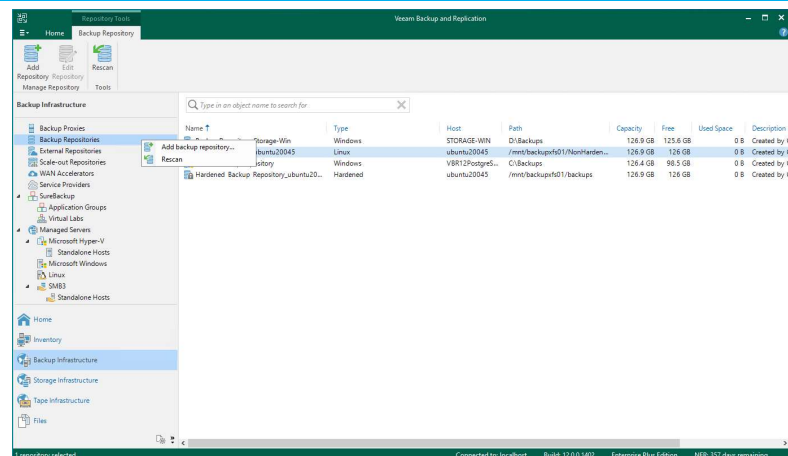 Repository Tools
Veeam Backup and Replication
Home
Backup Repository
Add Repository
Edit Repository
Rescan
Manage Repository
Tools
Backup Infrastructure
Type in an object name to search for
Backup Proxies
Backup Repositories
External Repositories
Scale-out Repositories
WAN Accelerators
Service Providers
SureBackup
Application Groups
Virtual Labs
Managed Servers
Microsoft Hyper-V
Standalone Hosts
Microsoft Windows
Linux
SMB3
Standalone Hosts
Add backup repository...
Rescan
Name Type Host Path Capacity Free Used Space Description
Storage-Win Windows STORAGE-WIN D:\Backups 126.9 GB 125.6 GB 0 B Created by
ubuntu20045 Linux ubuntu20045 /mnt/backupxfs01/NonHarden... 126.9 GB 126 GB 0 B Created by
Windows VBR12PostgreS... C:\Backups 126.4 GB 98.5 GB 0 B Created by
Hardened Backup Repository_ubuntu20... Hardened ubuntu20045 /mnt/backupxfs01/backups 126.9 GB 126 GB 0 B Created by
Home
Inventory
Backup Infrastructure
Storage Infrastructure
Tape Infrastructure
Files
1 repository selected
Connected to: localhost Build: 12.0.0.1402 Enterprise Plus Edition NFR: 357 days remaining